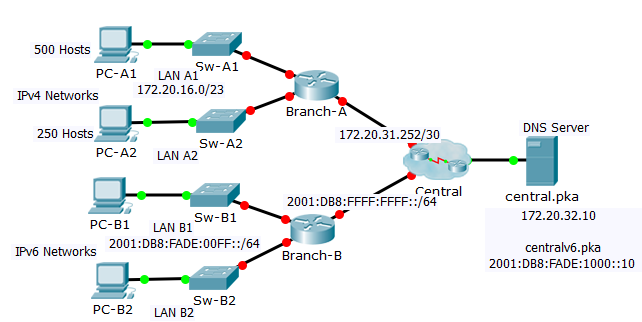 500 Hosts
PC-A1
Sw-A1
LAN A1
172.20.16.0/23
IPv4 Networks
Branch-A
250 Hosts
PC-A2
Sw-A2
LAN A2
172.20.31.252/30
DNS Server
Central
central.pka
172.20.32.10
centralv6.pka
2001:DB8:FADE:1000::10
PC-B1
Sw-B1
LAN B1
2001:DB8:FADE:00FF::/64
2001:DB8:FFFF:FFFF::/64
Branch-B
IPv6 Networks
PC-B2
Sw-B2
LAN B2